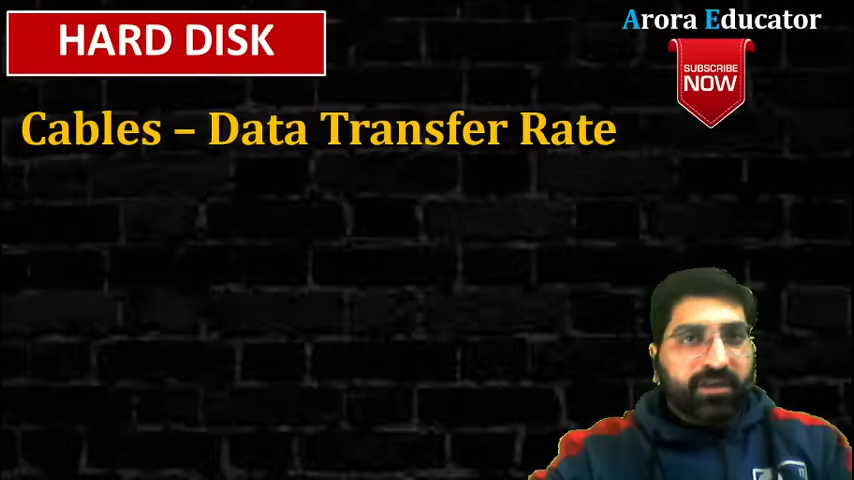 HARD DISK
Arora Educator
SUBSCRIBE
NOW
Cables – Data Transfer Rate